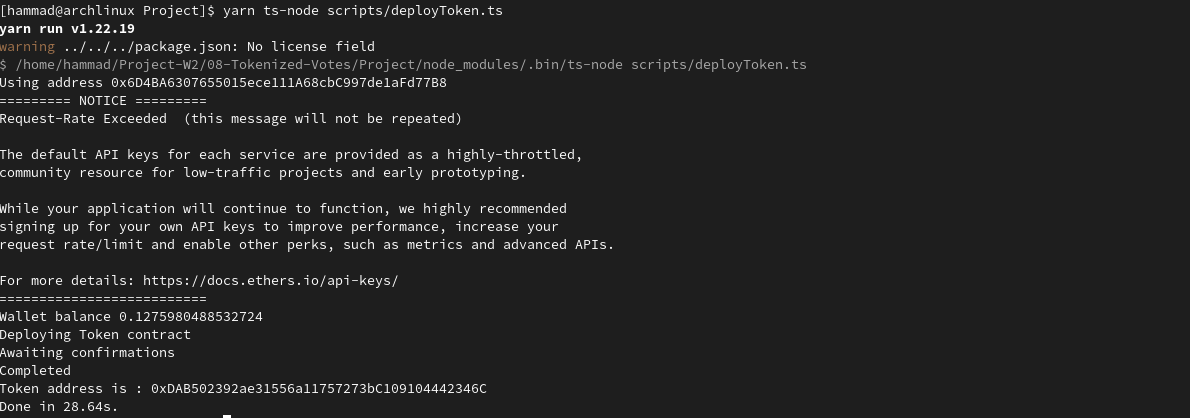 [hammad@archlinux Project]$ yarn ts-node scripts/deployToken.ts
yarn run v1.22.19
warning ../../../package.json: No license field
$ /home/hammad/Project-W2/08-Tokenized-Votes/Project/node_modules/.bin/ts-node scripts/deployToken.ts
Using address 0x6D4BA6307655015ece111A68cbC997de1aFd77B8
========= NOTICE =========
Request-Rate Exceeded  (this message will not be repeated)
The default API keys for each service are provided as a highly-throttled,
community resource for low-traffic projects and early prototyping.
While your application will continue to function, we highly recommended
signing up for your own API keys to improve performance, increase your
request rate/limit and enable other perks, such as metrics and advanced APIs.
For more details: https://docs.ethers.io/api-keys/
==========================
Wallet balance 0.1275980488532724
Deploying Token contract
Awaiting confirmations
Completed
Token address is : 0xDAB502392ae31556a11757273bC109104442346C
Done in 28.64s.